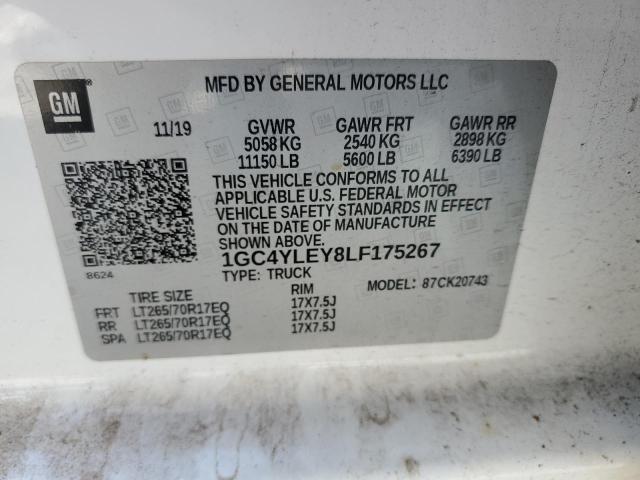 GM
MFD BY GENERAL MOTORS LLC
11/19 GVWR GAWR FRT GAWR RR
5058 KG 2540 KG 2898 KG
11150 LB 5600 LB 6390 LB
THIS VEHICLE CONFORMS TO ALL
APPLICABLE U.S. FEDERAL MOTOR
VEHICLE SAFETY STANDARDS IN EFFECT
ON THE DATE OF MANUFACTURE
SHOWN ABOVE.
8624
1GC4YLEY8LF175267
TYPE: TRUCK MODEL: 87CK20743
TIRE SIZE RIM
FRT LT265/70R17EQ 17X7.5J
RR LT265/70R17EQ 17X7.5J
SPA LT265/70R17EQ 17X7.5J